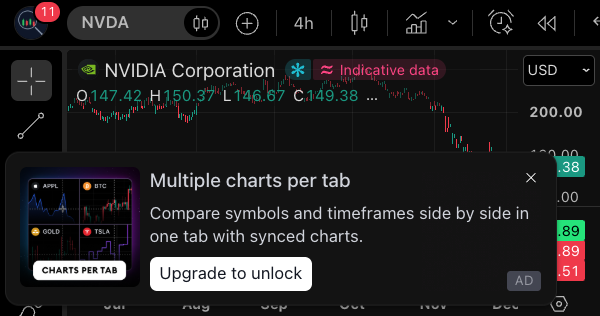 11
NVDA
4h
NVIDIA Corporation
Indicative data
USD
O147.42 H150.37 L146.67 C149.38 ...
200.00
.38
.00
Multiple charts per tab
Compare symbols and timeframes side by side in
one tab with synced charts.
Upgrade to unlock
AD
APPL
BTC
GOLD
TSLA
CHARTS PER TAB
.89
.89
.51
Jul
Aug
Sep
Oct
Nov
Dec